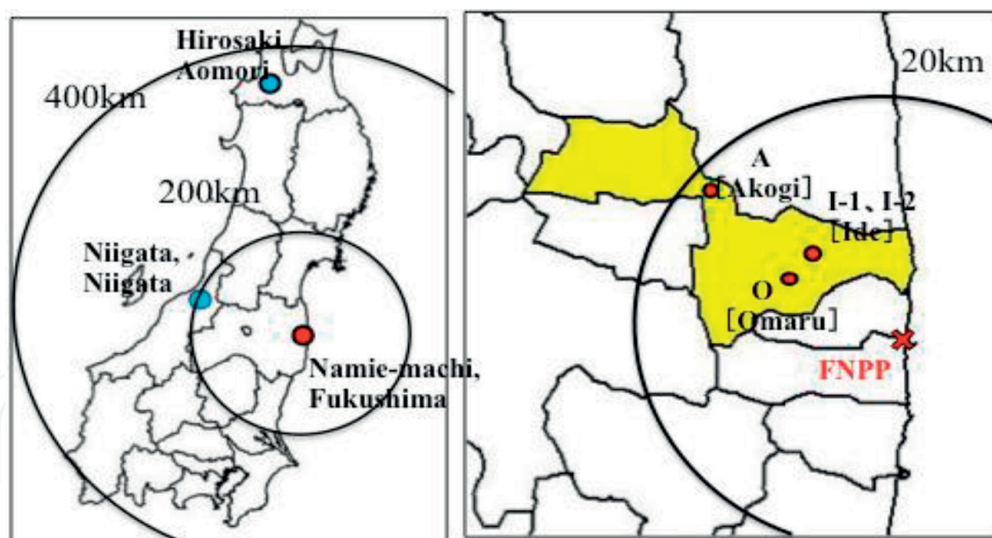 Hirosaki,
Aomori
400km
200km
Niigata,
Niigata
Namie-machi,
Fukushima
20km
A
[Akogi]
I-1、I-2
[Ide]
O
[Omaru]
FNPP